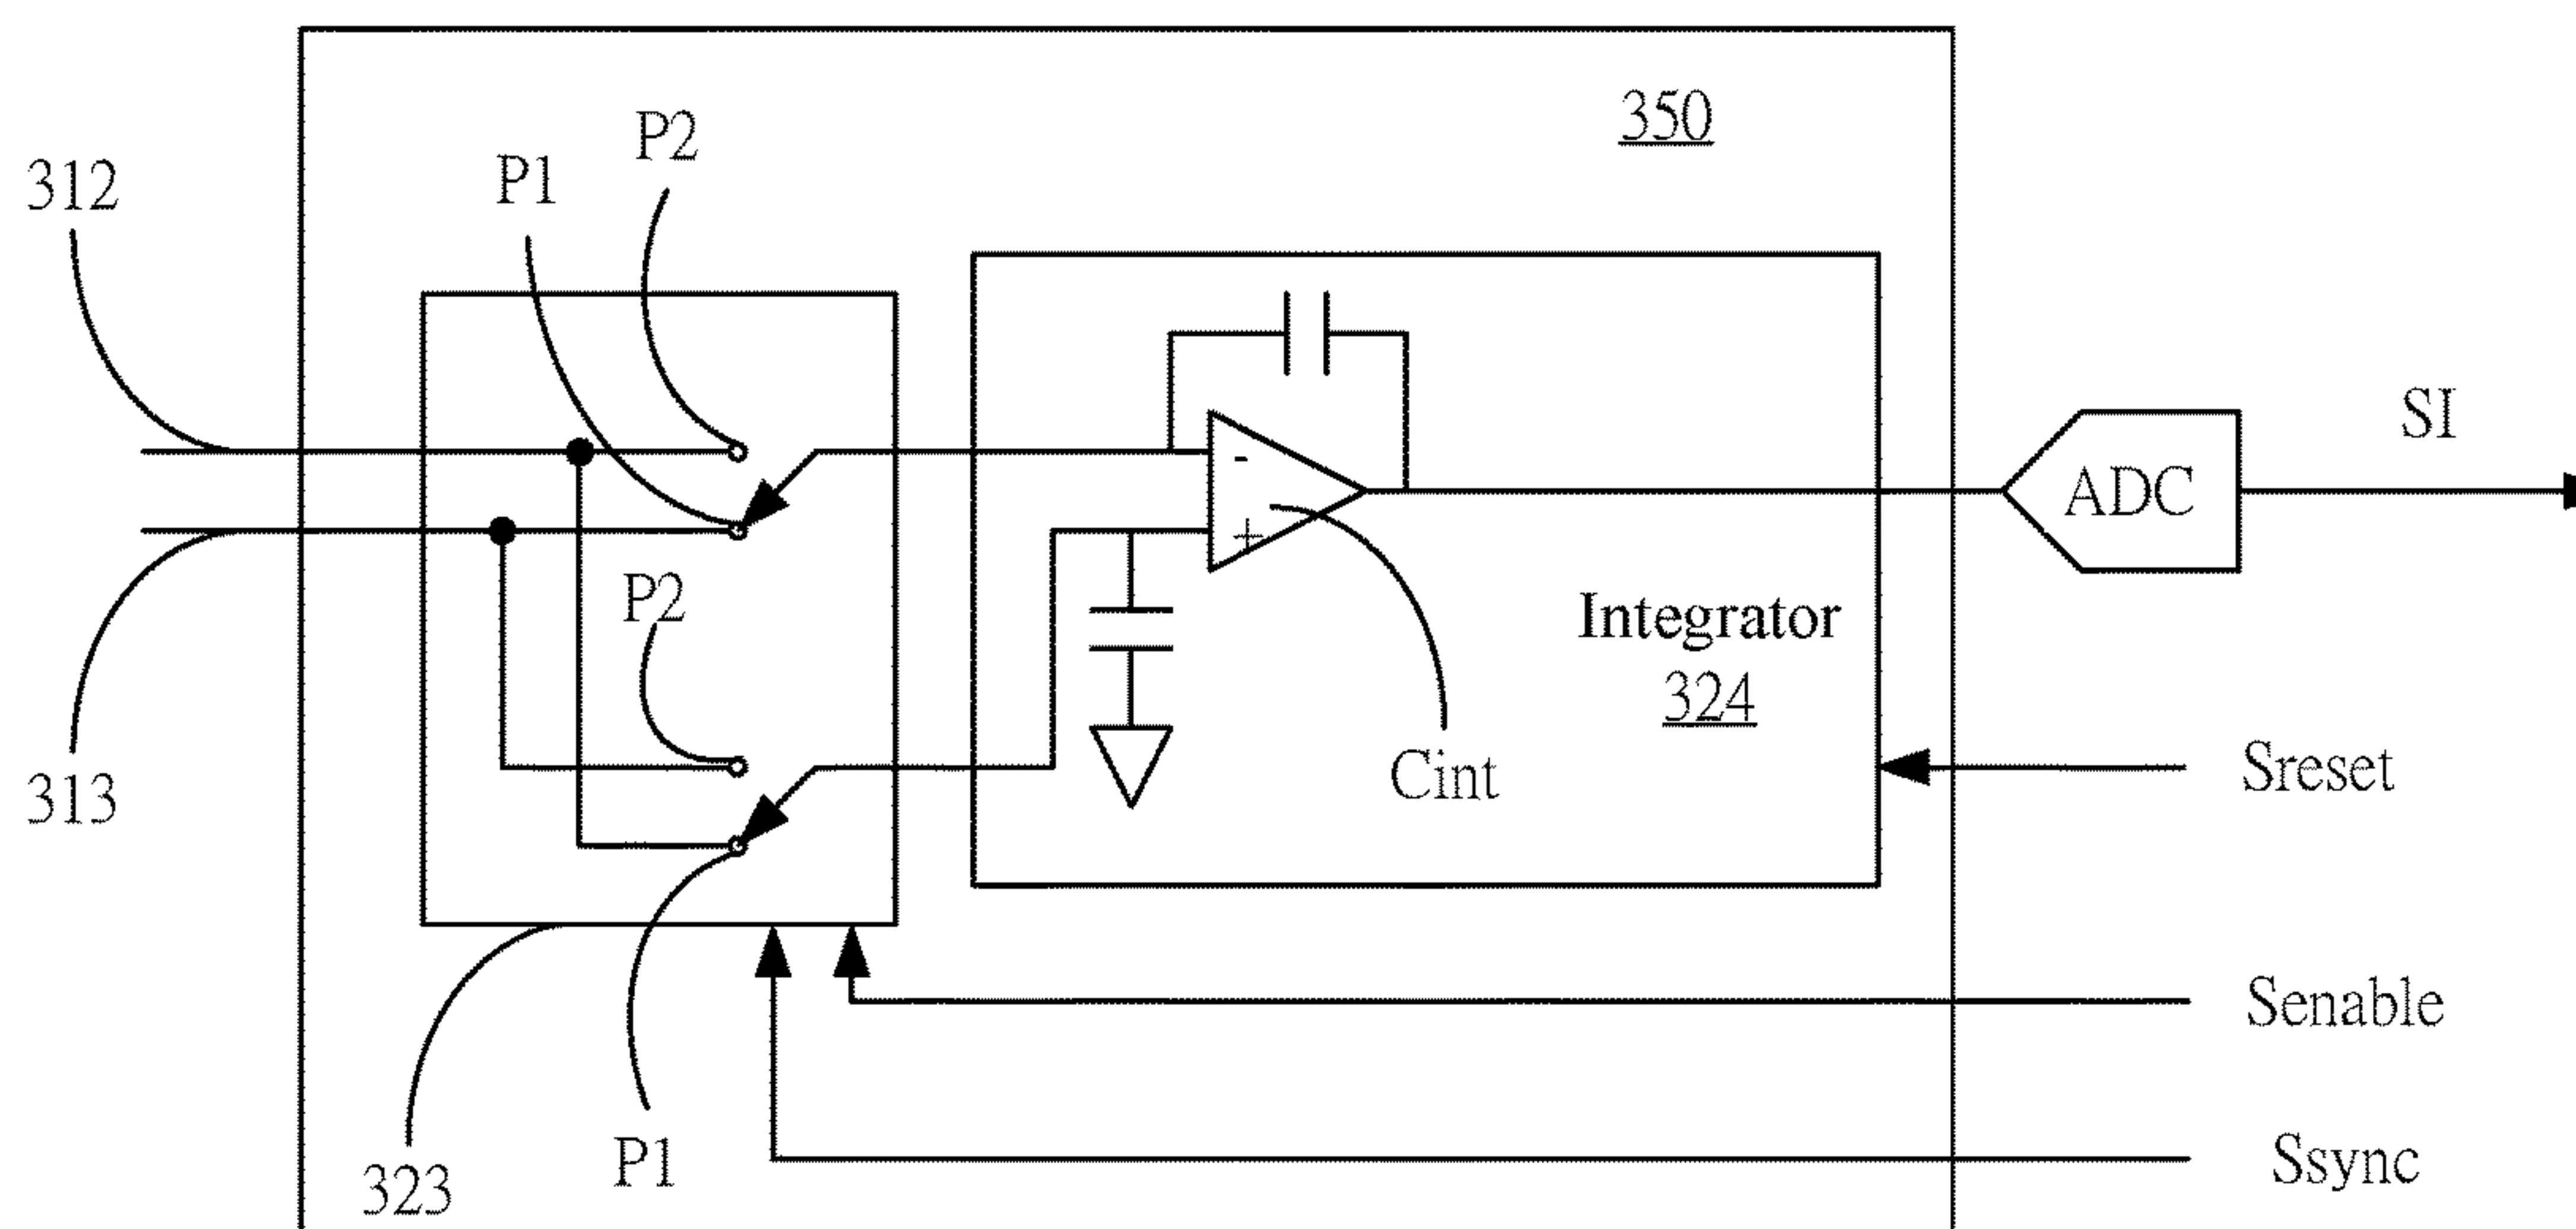 350
P2
P1
312
SI
ADC
-
+
P2
Integrator
324
Cint
Sreset
313
Senable
P1
Ssync
323